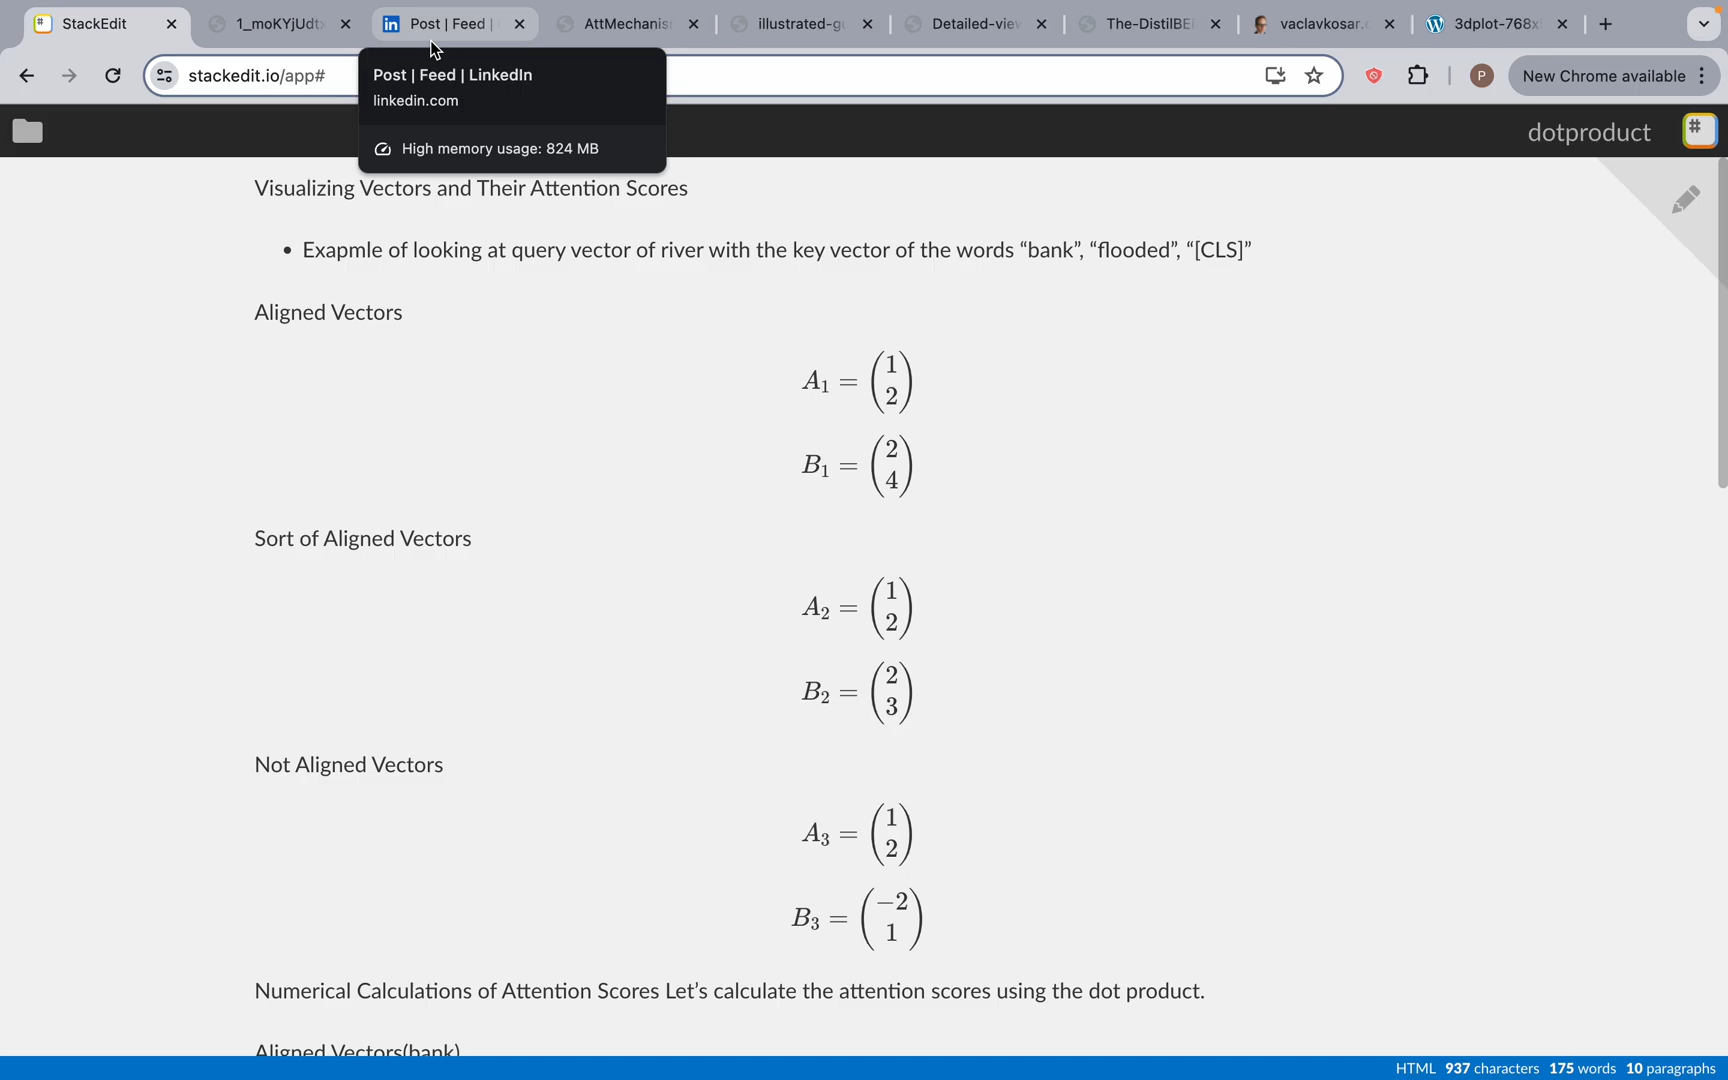 StackEdit
1_moKYjUdtx
Post | Feed |
AttMechanis
illustrated-gu
Detailed-view
The-DistilBE
vaclavkosar.c
3dplot-768x
stackedit.io/app#
P
New Chrome available
Post | Feed | LinkedIn
linkedin.com
High memory usage: 824 MB
dotproduct
Visualizing Vectors and Their Attention Scores
• Exapmle of looking at query vector of river with the key vector of the words “bank”, “flooded”, “[CLS]”
Aligned Vectors
A₁ = (1 2)
B₁ = (2 4)
Sort of Aligned Vectors
A₂ = (1 2)
B₂ = (2 3)
Not Aligned Vectors
A₃ = (1 2)
B₃ = (−2 1)
Numerical Calculations of Attention Scores Let’s calculate the attention scores using the dot product.
Aligned Vectors(bank)
HTML 937 characters 175 words 10 paragraphs